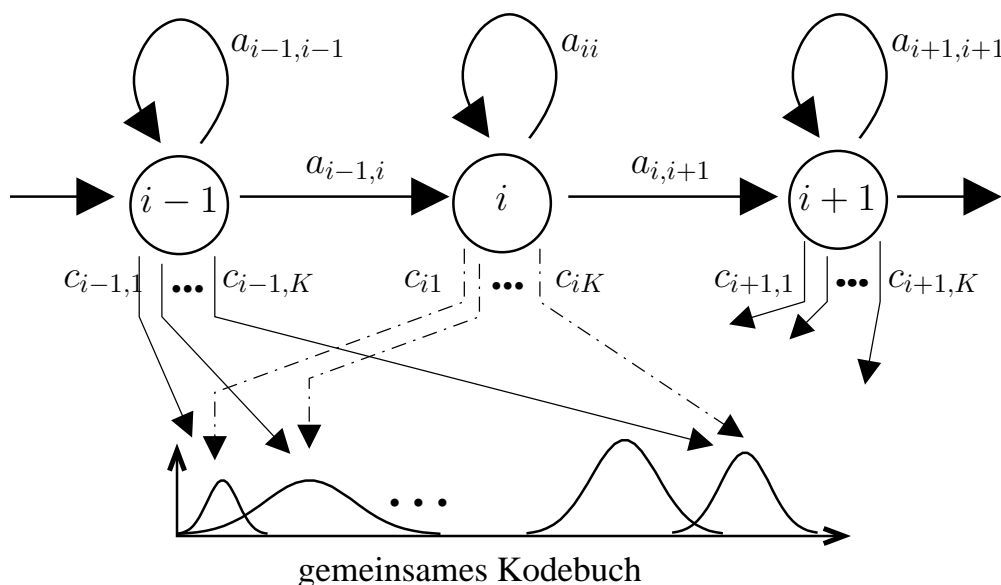 a_{i−1,i−1} a_{ii} a_{i+1,i+1}
a_{i−1,i} a_{i,i+1}
i − 1 i i + 1
c_{i−1,1} ••• c_{i−1,K} c_{i1} ••• c_{iK} c_{i+1,1} ••• c_{i+1,K}
• • •
gemeinsames Kodebuch